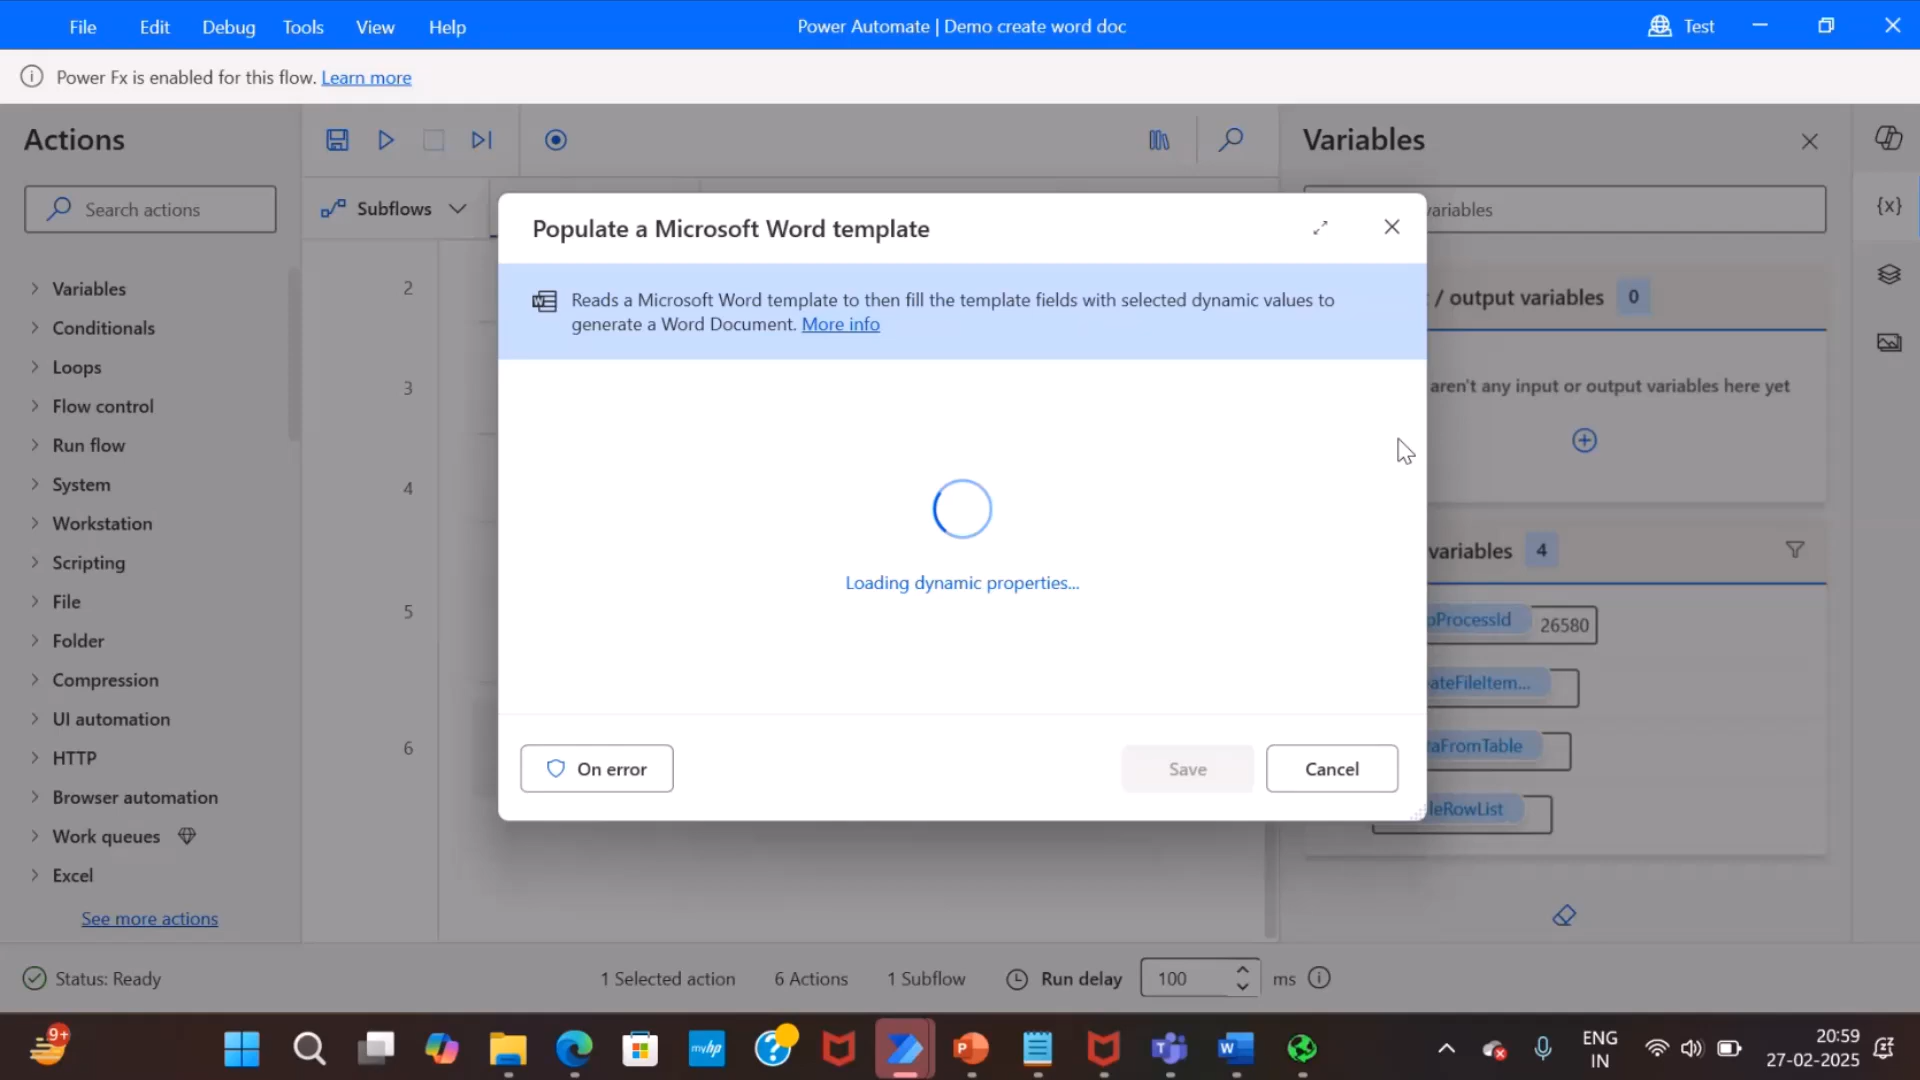 File Edit Debug Tools View Help Power Automate | Demo create word doc Test
Power Fx is enabled for this flow. Learn more
Actions
Search actions
Variables
Conditionals
Loops
Flow control
Run flow
System
Workstation
Scripting
File
Folder
Compression
UI automation
HTTP
Browser automation
Work queues
Excel
See more actions
Subflows
2
3
4
5
6
Populate a Microsoft Word template
Reads a Microsoft Word template to then fill the template fields with selected dynamic values to
generate a Word Document. More info
Loading dynamic properties...
On error Save Cancel
Variables
variables
{x}
/ output variables 0
aren't any input or output variables here yet
variables 4
pProcessId 26580
ateFileItem...
taFromTable
leRowList
Status: Ready 1 Selected action 6 Actions 1 Subflow Run delay 100 ms
9+
myhp
ENG
IN
20:59
27-02-2025